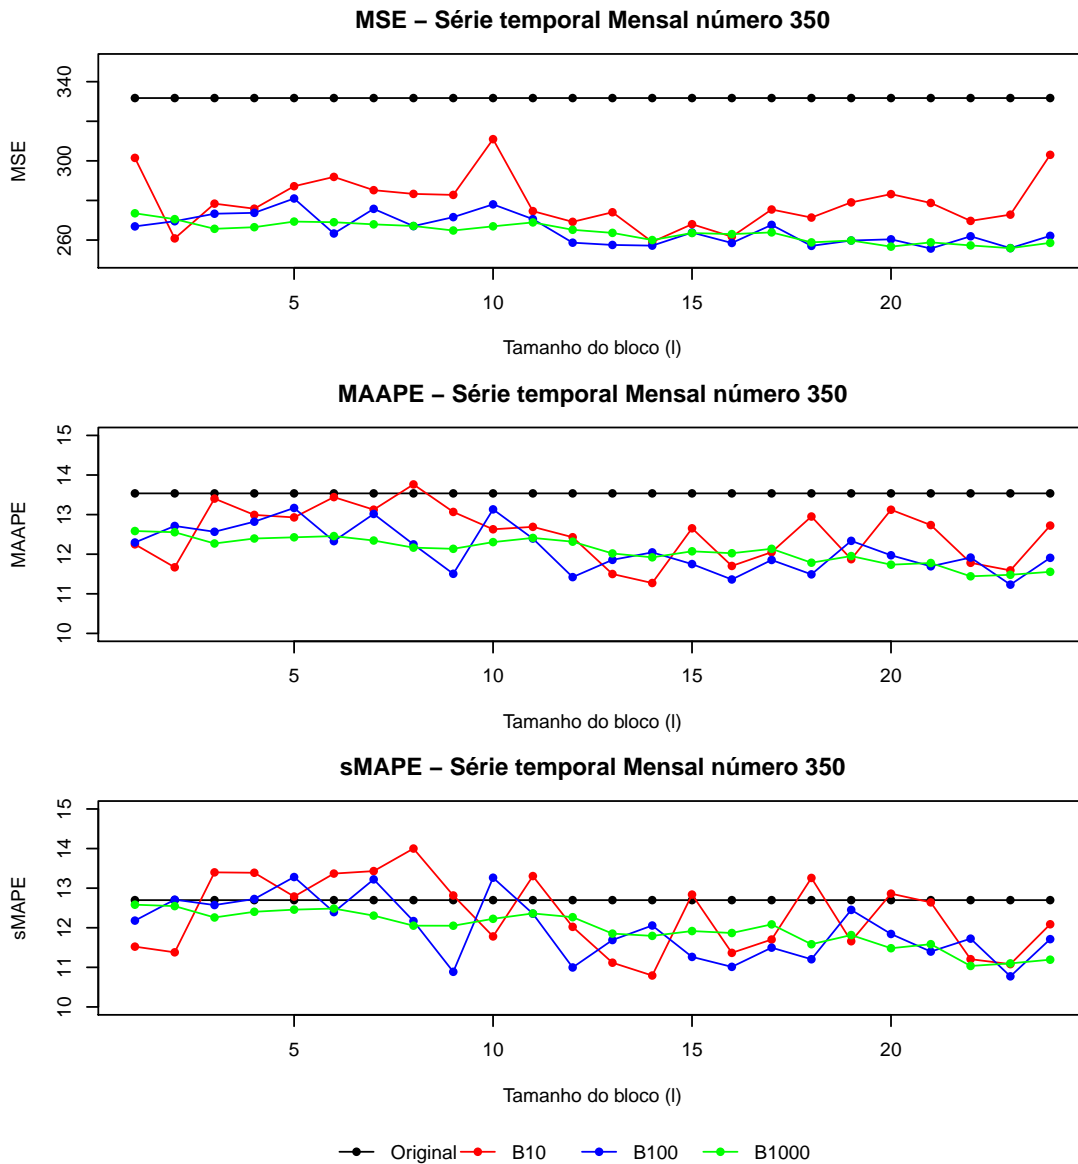 MSE – Série temporal Mensal número 350
MSE
340
300
260
5 10 15 20
Tamanho do bloco (l)
MAAPE – Série temporal Mensal número 350
MAAPE
15
14
13
12
11
10
5 10 15 20
Tamanho do bloco (l)
sMAPE – Série temporal Mensal número 350
sMAPE
15
14
13
12
11
10
5 10 15 20
Tamanho do bloco (l)
Original B10 B100 B1000